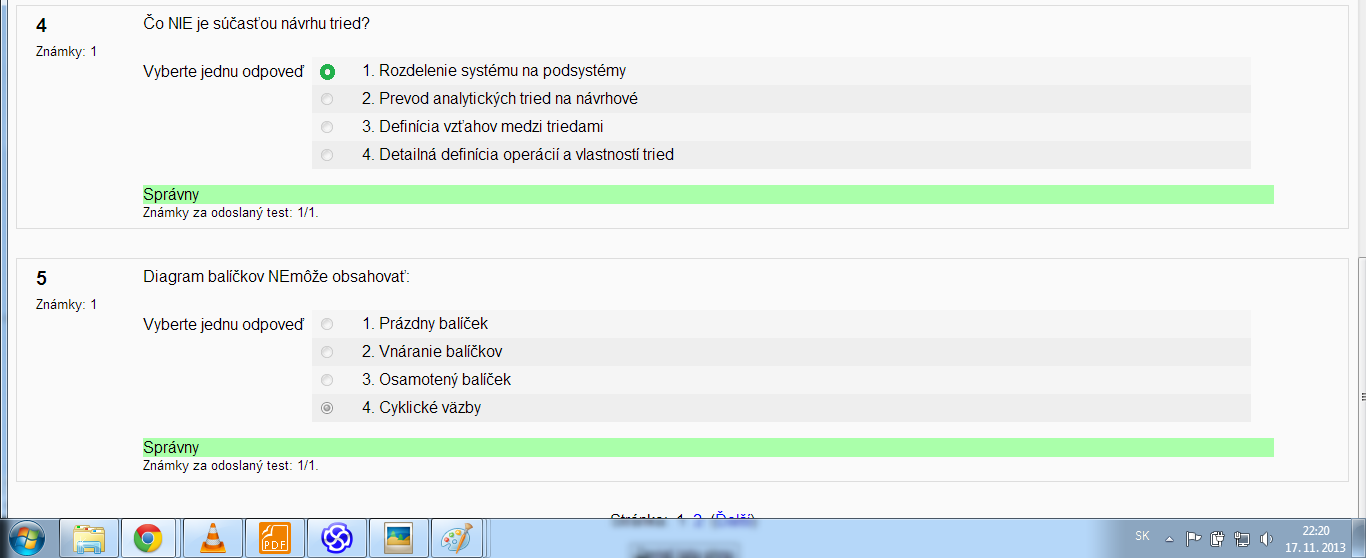 4
Čo NIE je súčasťou návrhu tried?
Známky: 1
Vyberte jednu odpoveď
1. Rozdelenie systému na podsystémy
2. Prevod analytických tried na návrhové
3. Definícia vzťahov medzi triedami
4. Detailná definícia operácií a vlastností tried
Správny
Známky za odoslaný test: 1/1.
5
Diagram balíčkov NEmôže obsahovať:
Známky: 1
Vyberte jednu odpoveď
1. Prázdny balíček
2. Vnáranie balíčkov
3. Osamotený balíček
4. Cyklické väzby
Správny
Známky za odoslaný test: 1/1.
Stránka: 1 2 (Ďalší)
PDF
SK
22:20
17. 11. 2013